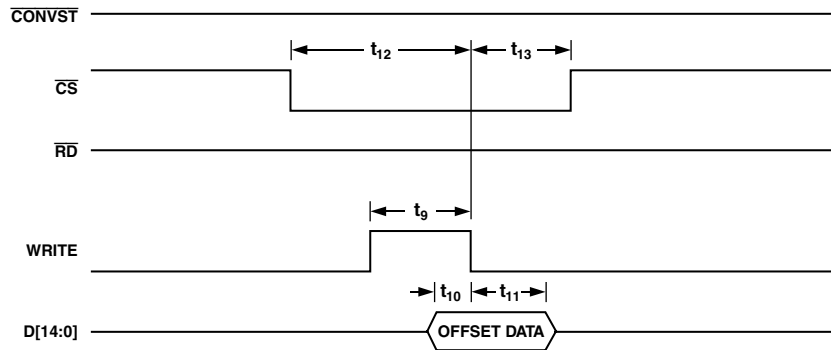 CONVST
t12 t13
CS
RD
t9
WRITE
t10 t11
D[14:0] OFFSET DATA